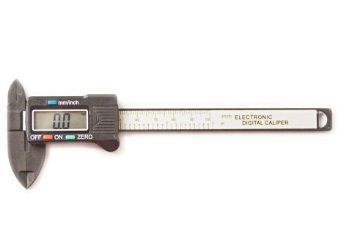 mm/inch
0.0
OFF ON ZERO
ELECTRONIC
DIGITAL CALIPER